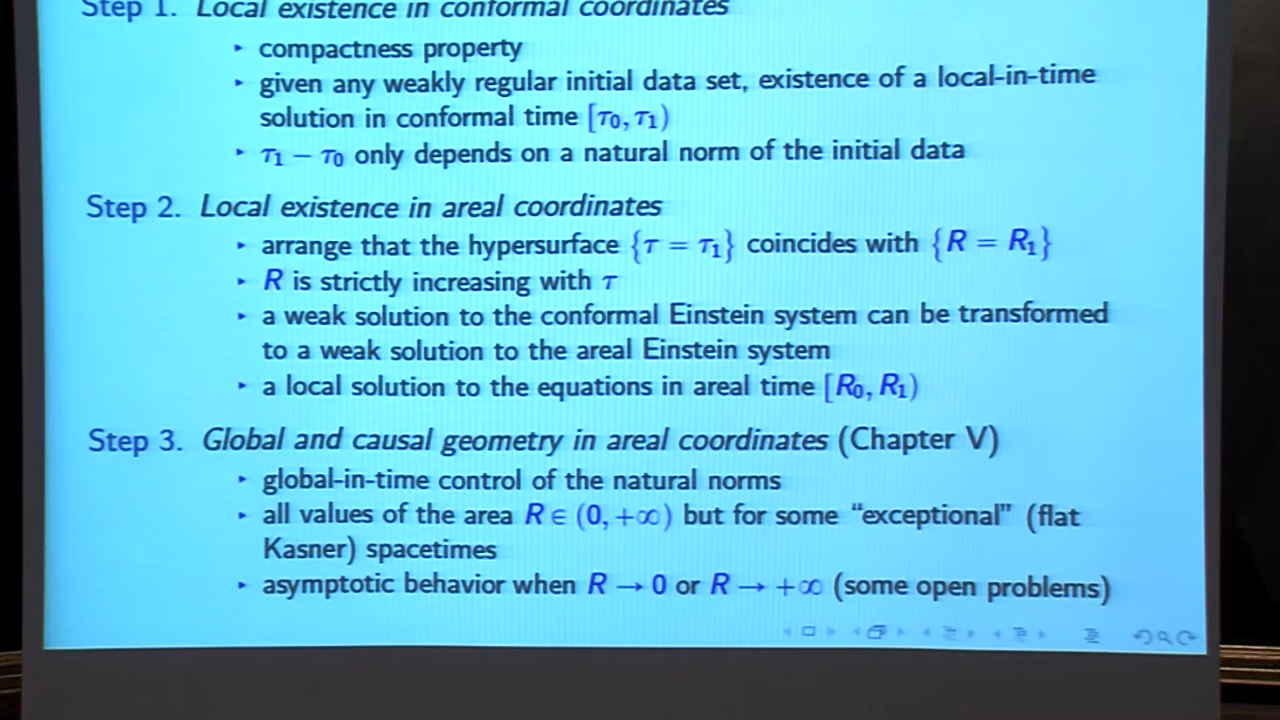 Step 1. Local existence in conformal coordinates
‣ compactness property
‣ given any weakly regular initial data set, existence of a local-in-time
solution in conformal time [τ₀, τ₁)
‣ τ₁ − τ₀ only depends on a natural norm of the initial data
Step 2. Local existence in areal coordinates
‣ arrange that the hypersurface {τ = τ₁} coincides with {R = R₁}
‣ R is strictly increasing with τ
‣ a weak solution to the conformal Einstein system can be transformed
to a weak solution to the areal Einstein system
‣ a local solution to the equations in areal time [R₀, R₁)
Step 3. Global and causal geometry in areal coordinates (Chapter V)
‣ global-in-time control of the natural norms
‣ all values of the area R ∈ (0, +∞) but for some “exceptional” (flat
Kasner) spacetimes
‣ asymptotic behavior when R → 0 or R → +∞ (some open problems)